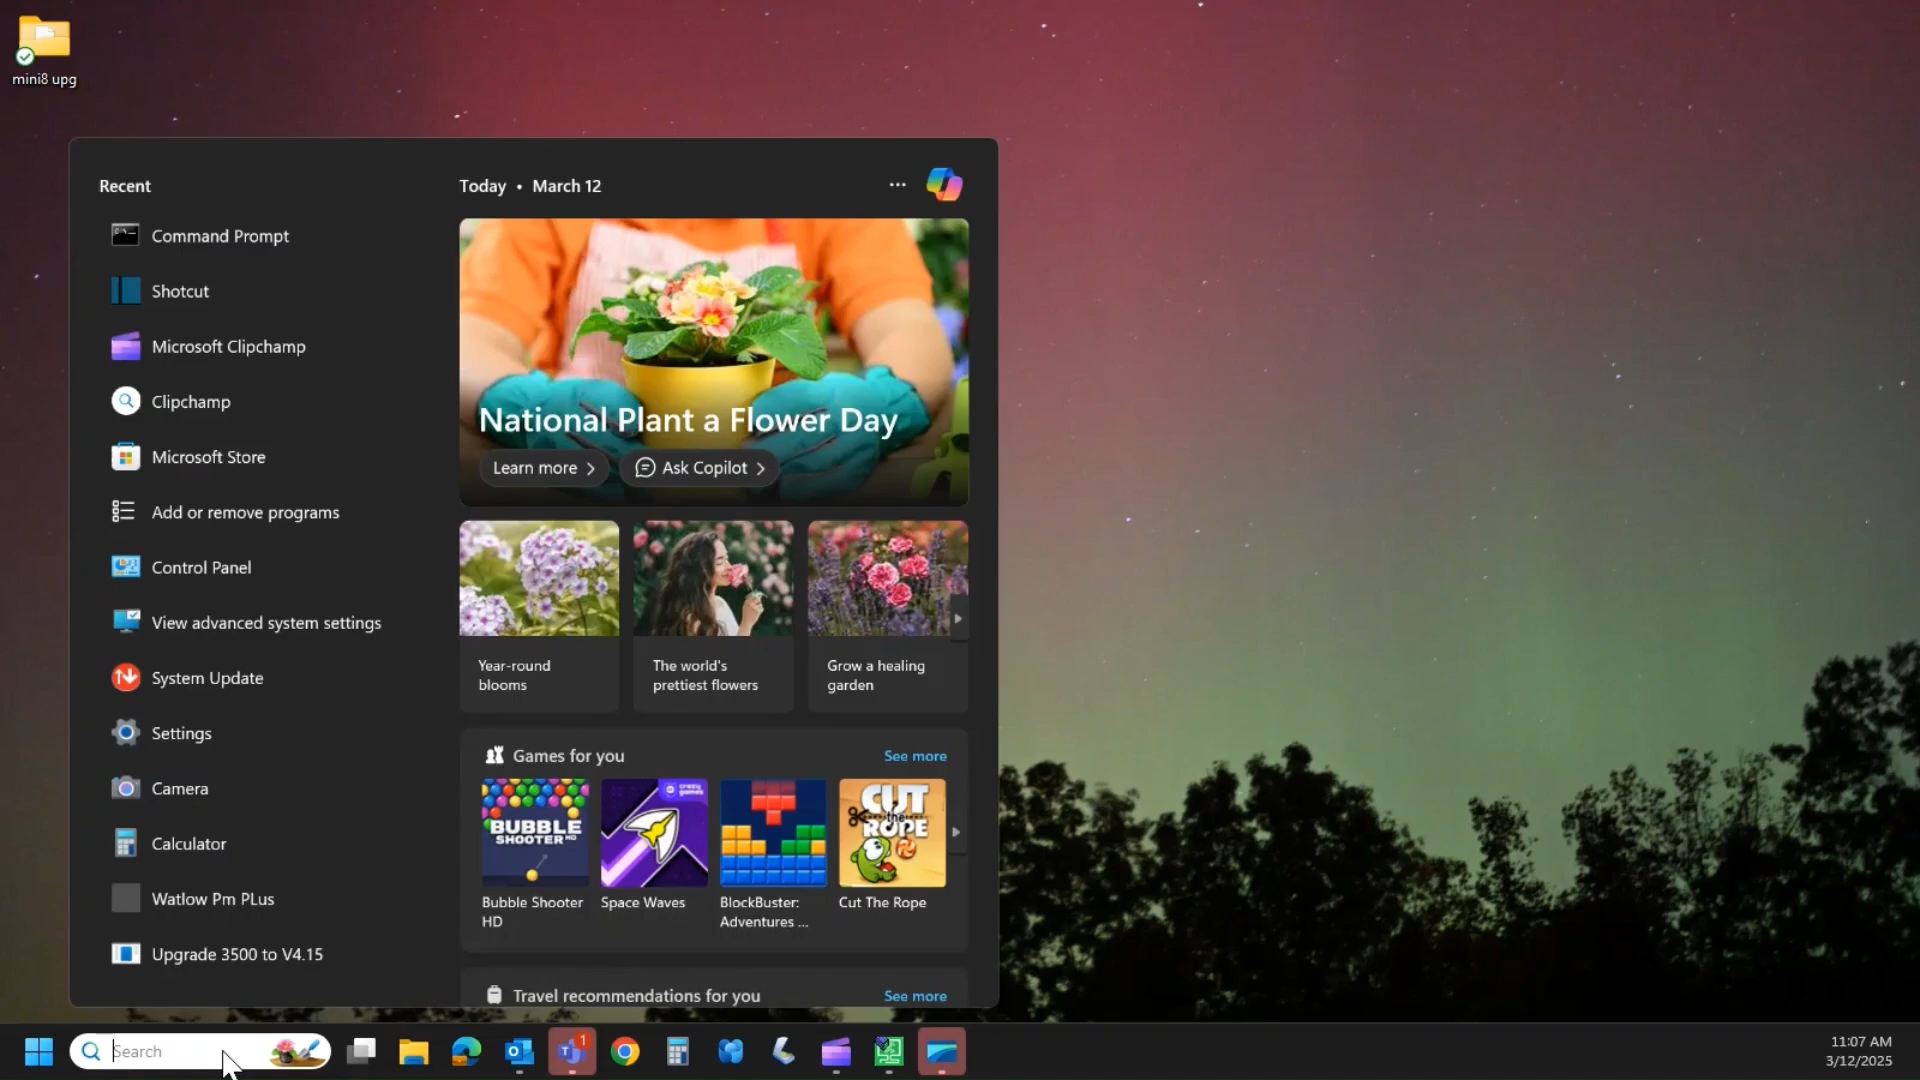 mini8 upg
Recent
Command Prompt
Shotcut
Microsoft Clipchamp
Clipchamp
Microsoft Store
Add or remove programs
Control Panel
View advanced system settings
System Update
Settings
Camera
Calculator
Watlow Pm PLus
Upgrade 3500 to V4.15
Today • March 12
National Plant a Flower Day
Learn more
Ask Copilot
Year-round
blooms
The world's
prettiest flowers
Grow a healing
garden
Games for you
See more
BUBBLE
SHOOTER HD
crazy
games
CUT
the
ROPE
Bubble Shooter
HD
Space Waves
BlockBuster:
Adventures ...
Cut The Rope
Travel recommendations for you
See more
Search
1
11:07 AM
3/12/2025